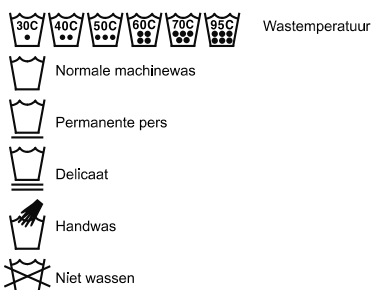 30C 40C 50C 60C 70C 95C Wastemperatuur
Normale machinewas
Permanente pers
Delicaat
Handwas
Niet wassen